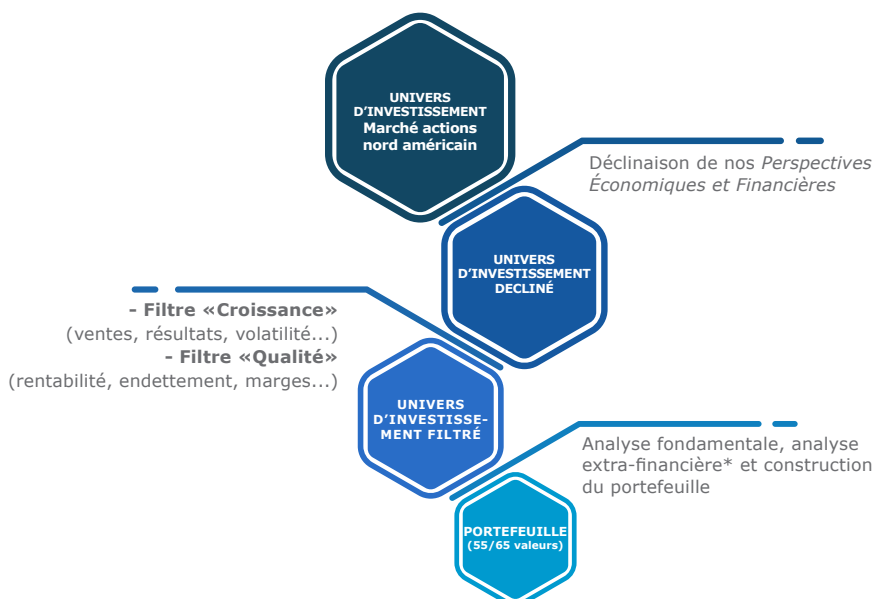 UNIVERS
D'INVESTISSEMENT
Marché actions
nord américain
Déclinaison de nos Perspectives
Économiques et Financières
UNIVERS
D'INVESTISSEMENT
DECLINÉ
- Filtre «Croissance»
(ventes, résultats, volatilité...)
- Filtre «Qualité»
(rentabilité, endettement, marges...)
UNIVERS
D'INVESTISSE-
MENT FILTRÉ
Analyse fondamentale, analyse
extra-financière* et construction
du portefeuille
PORTEFEUILLE
(55/65 valeurs)